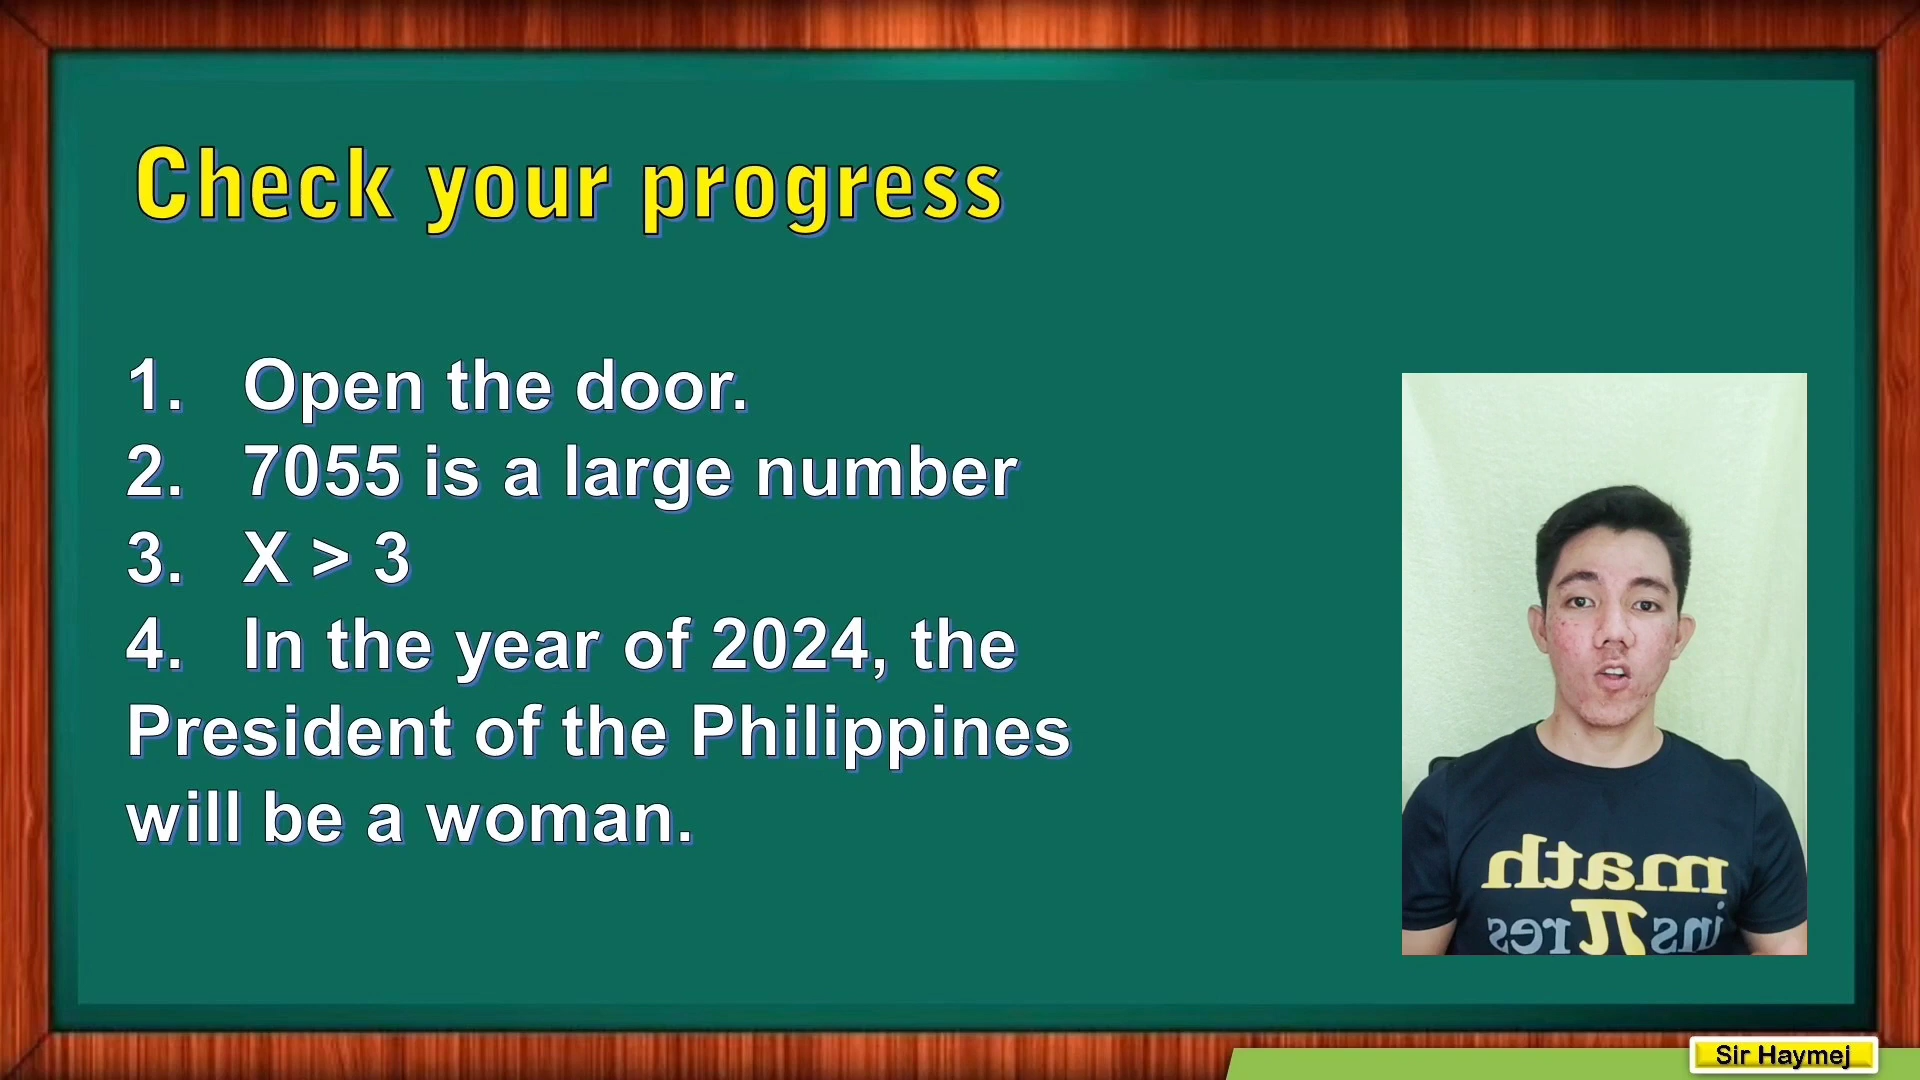 Check your progress
1. Open the door.
2. 7055 is a large number
3. X > 3
4. In the year of 2024, the
President of the Philippines
will be a woman.
math
insπres
Sir Haymej